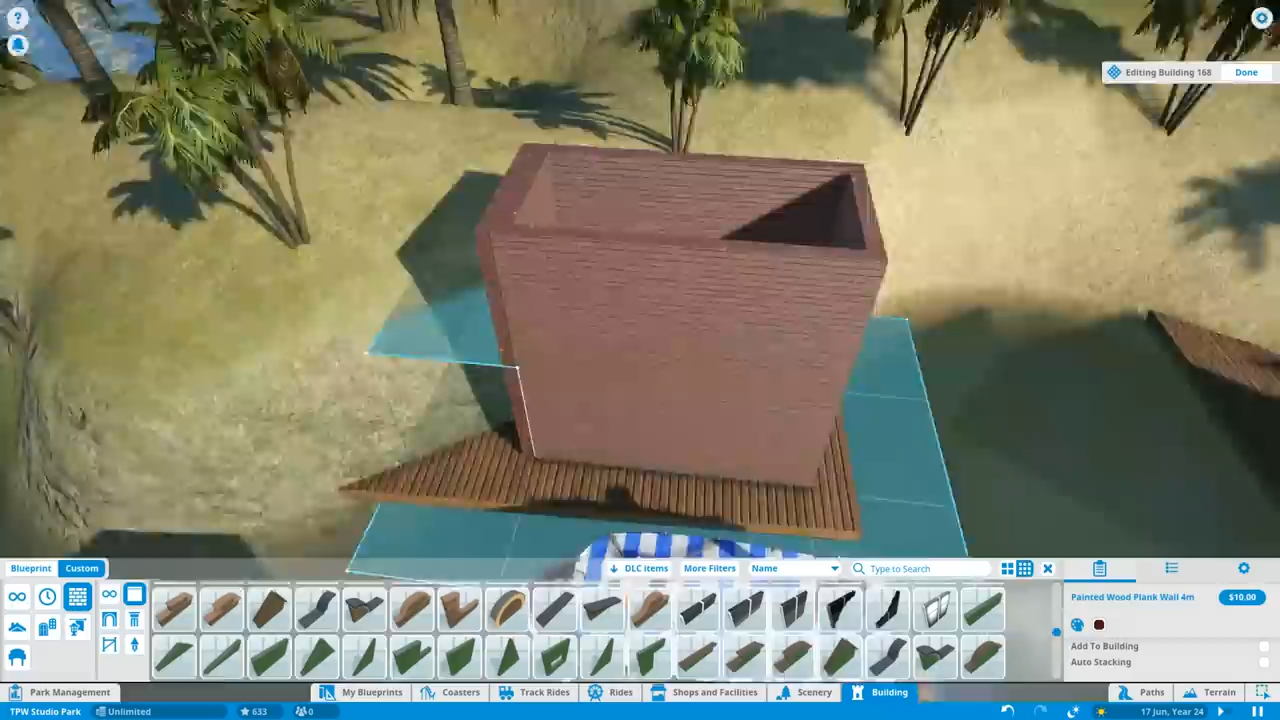 ?
Editing Building 168 Done
Blueprint Custom DLC items More Filters Name Type to Search
Painted Wood Plank Wall 4m $10.00
Add To Building
Auto Stacking
Park Management My Blueprints Coasters Track Rides Rides Shops and Facilities Scenery Building Paths Terrain
TPW Studio Park Unlimited 633 0 17 Jun, Year 24